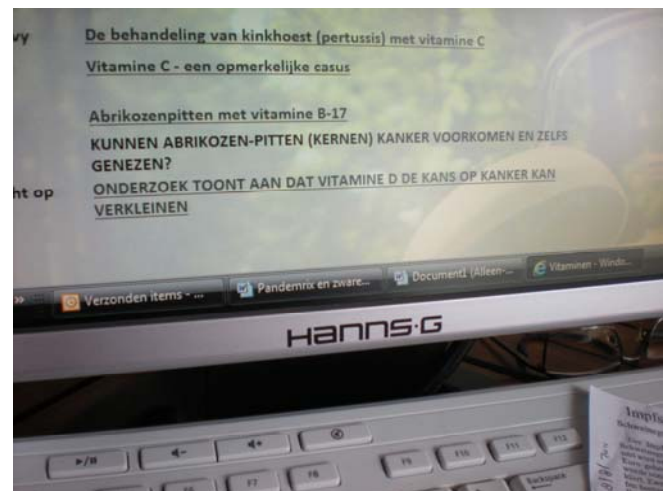 vy De behandeling van kinkhoest (pertussis) met vitamine C
Vitamine C - een opmerkelijke casus
Abrikozenpitten met vitamine B-17
KUNNEN ABRIKOZEN-PITTEN (KERNEN) KANKER VOORKOMEN EN ZELFS
GENEZEN?
ht op ONDERZOEK TOONT AAN DAT VITAMINE D DE KANS OP KANKER KAN
VERKLEINEN
» Verzonden items - ... Pandemrix en zware... Document1 (Alleen-... Vitaminen - Windo...
Hanns·G
F7 F8 F9 F10 F11 F12
Backspace
Impfs